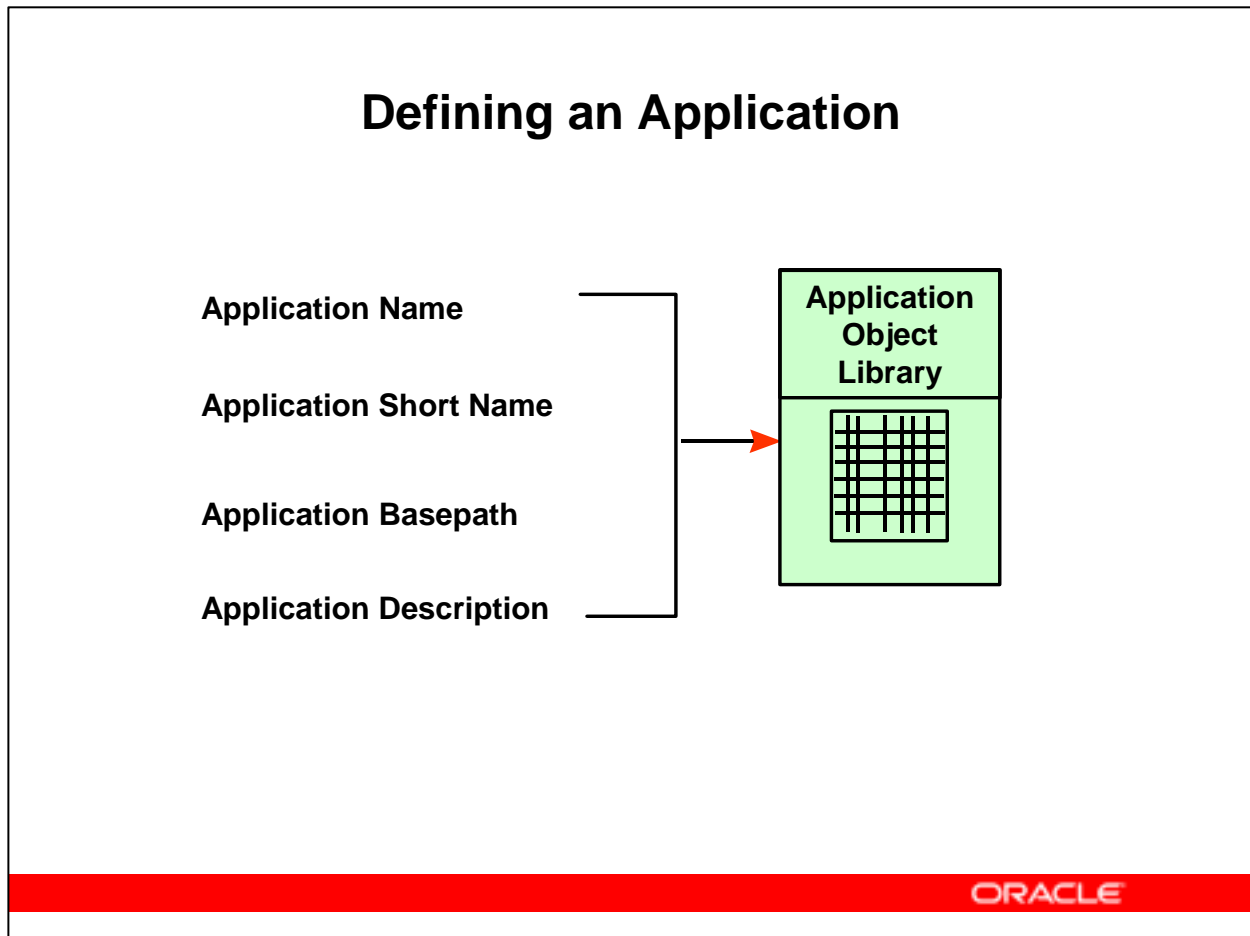 Defining an Application
Application Name
Application Short Name
Application Basepath
Application Description
Application
Object
Library
ORACLE